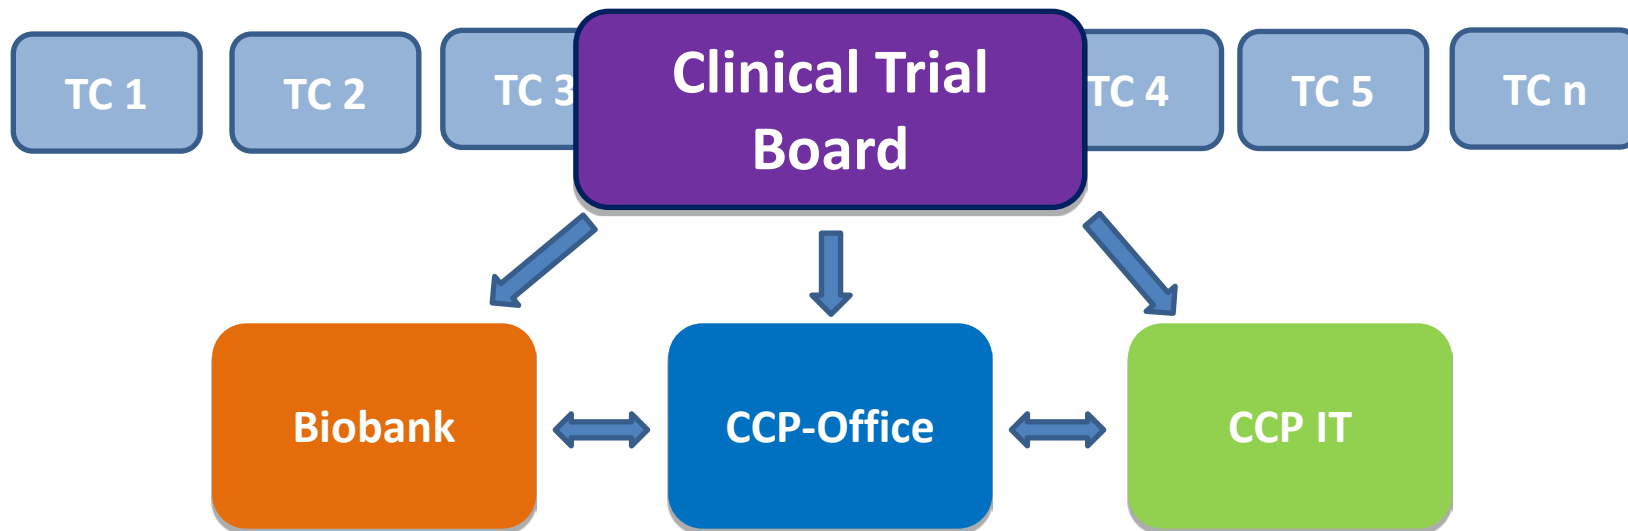 TC 1
TC 2
TC 3
Clinical Trial
Board
TC 4
TC 5
TC n
Biobank
CCP-Office
CCP IT